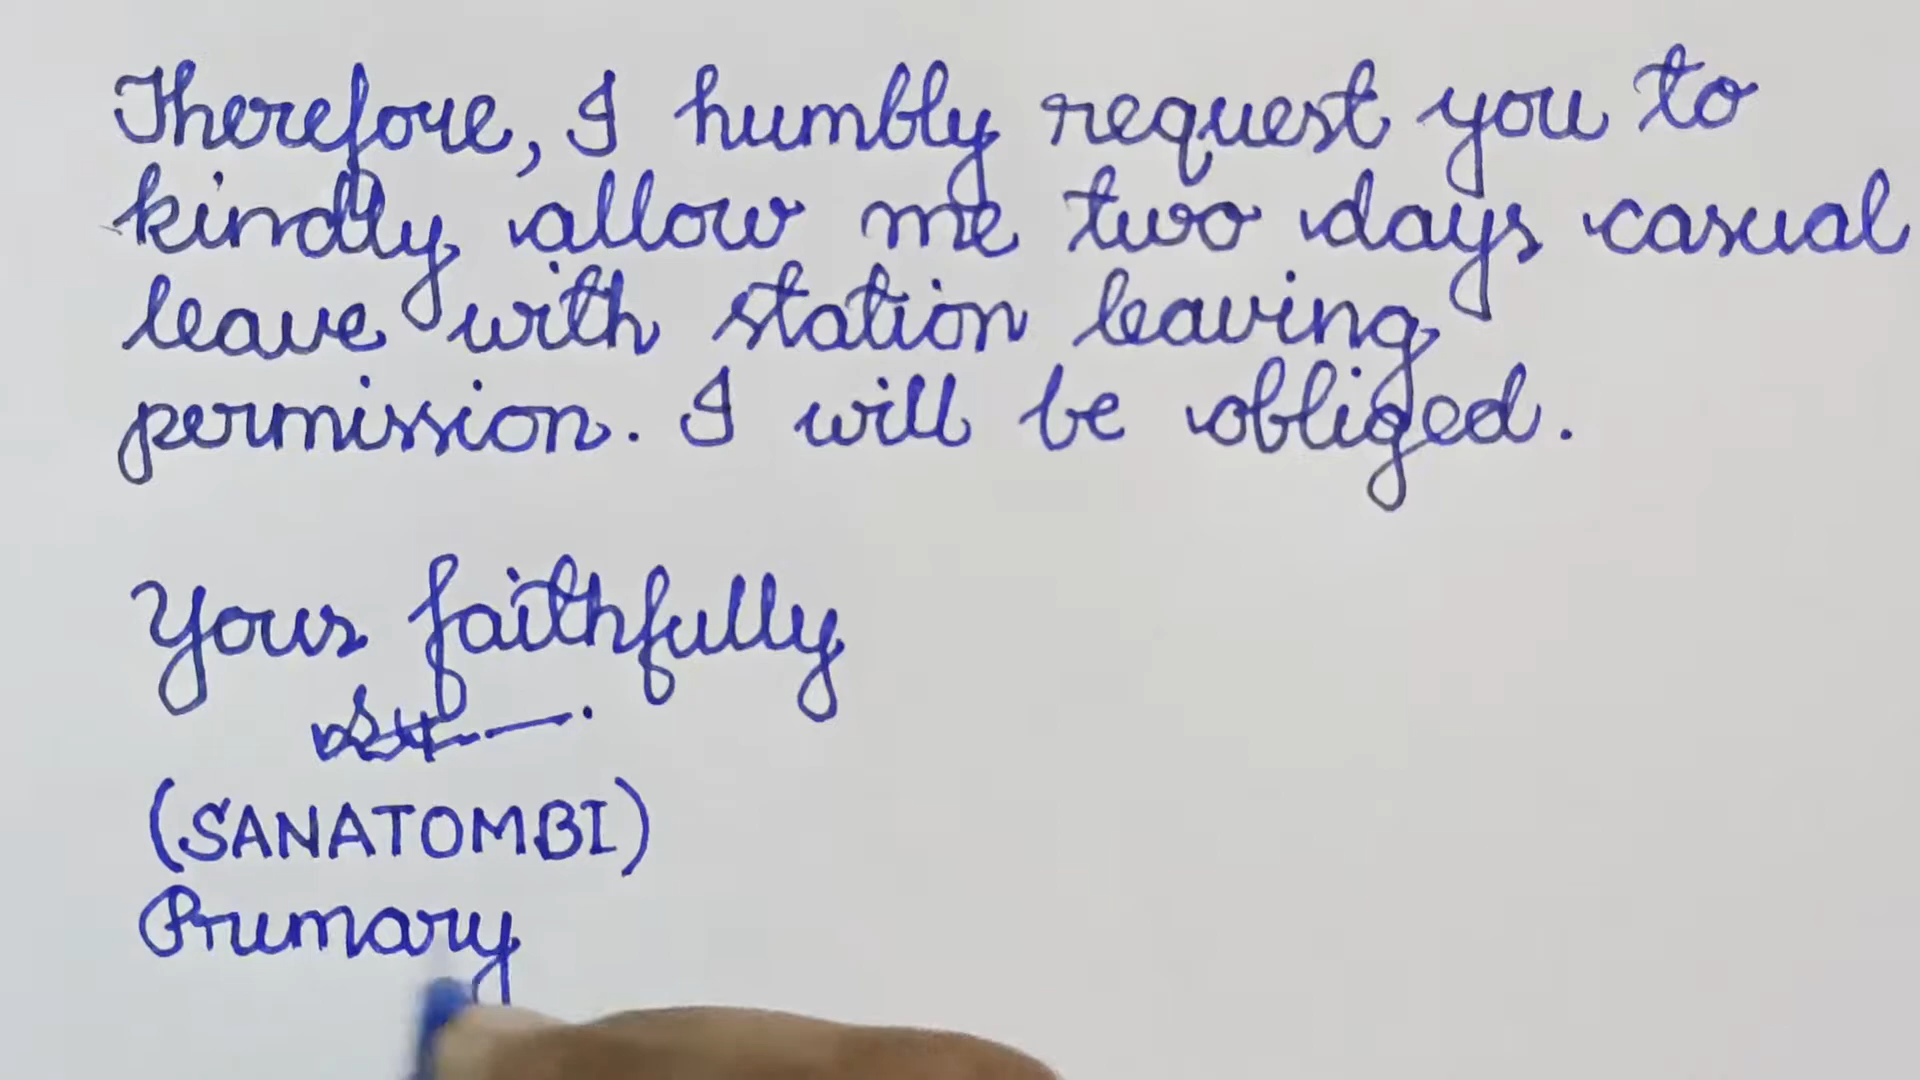 Therefore, I humbly request you to
kindly allow me two days casual
leave with station leaving
permission. I will be obliged.
Yours faithfully
(SANATOMBI)
Primary